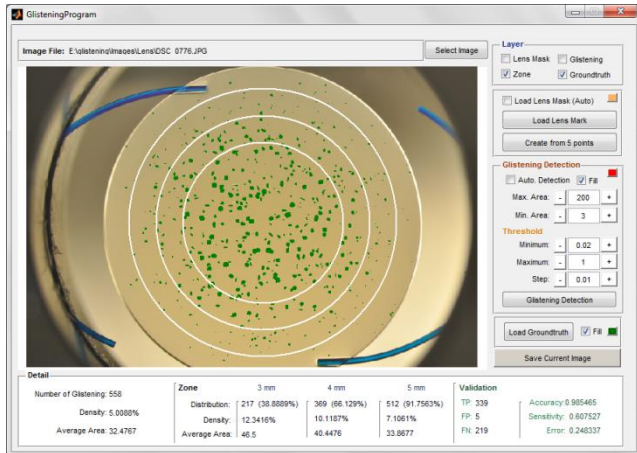 GlisteningProgram
Image File: E:\glistening\Images\Lens\DSC_0776.JPG
Select Image
Layer
Lens Mask Glistening
Zone Groundtruth
Load Lens Mask (Auto)
Load Lens Mark
Create from 5 points
Glistening Detection
Auto. Detection Fill
Max. Area: - 200 +
Min. Area: - 3 +
Threshold
Minimum: - 0.02 +
Maximum: - 1 +
Step: - 0.01 +
Glistening Detection
Load Groundtruth Fill
Save Current Image
Detail
Number of Glistening: 558
Density: 5.0088%
Average Area: 32.4767
Zone 3 mm 4 mm 5 mm
Distribution: 217 (38.8889%) 369 (66.129%) 512 (91.7563%)
Density: 12.3416% 10.1187% 7.1061%
Average Area: 46.5 40.4476 33.8677
Validation
TP: 339 Accuracy:0.985465
FP: 5 Sensitivity: 0.607527
FN: 219 Error: 0.248337